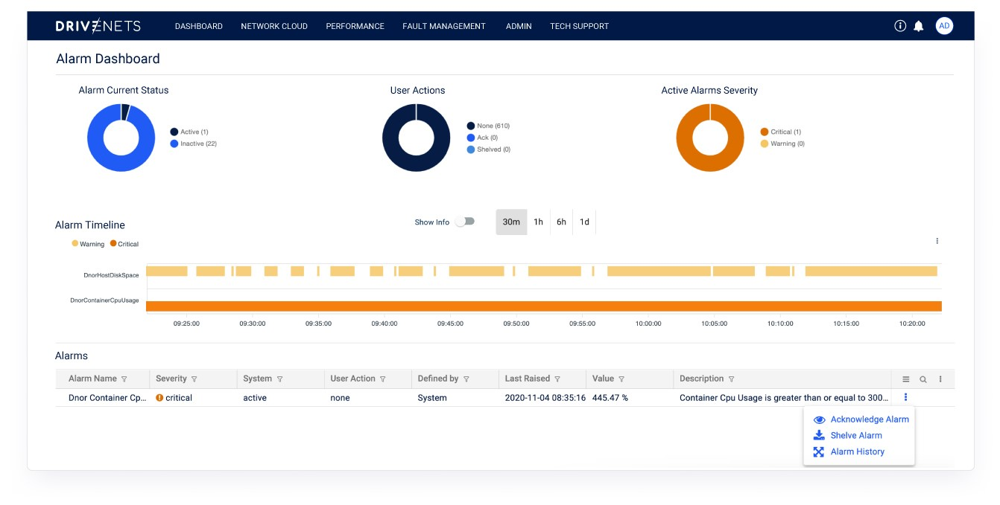 DRIVENETS DASHBOARD NETWORK CLOUD PERFORMANCE FAULT MANAGEMENT ADMIN TECH SUPPORT AD
Alarm Dashboard
Alarm Current Status
Active (1)
Inactive (22)
User Actions
None (610)
Ack (0)
Shelved (0)
Active Alarms Severity
Critical (1)
Warning (0)
Alarm Timeline
Show Info 30m 1h 6h 1d
Warning Critical
DnorHostDiskSpace
DnorContainerCpuUsage
09:25:00 09:30:00 09:35:00 09:40:00 09:45:00 09:50:00 09:55:00 10:00:00 10:05:00 10:10:00 10:15:00 10:20:00
Alarms
Alarm Name Severity System User Action Defined by Last Raised Value Description
Dnor Container Cp... critical active none System 2020-11-04 08:35:16 445.47 % Container Cpu Usage is greater than or equal to 300...
Acknowledge Alarm
Shelve Alarm
Alarm History